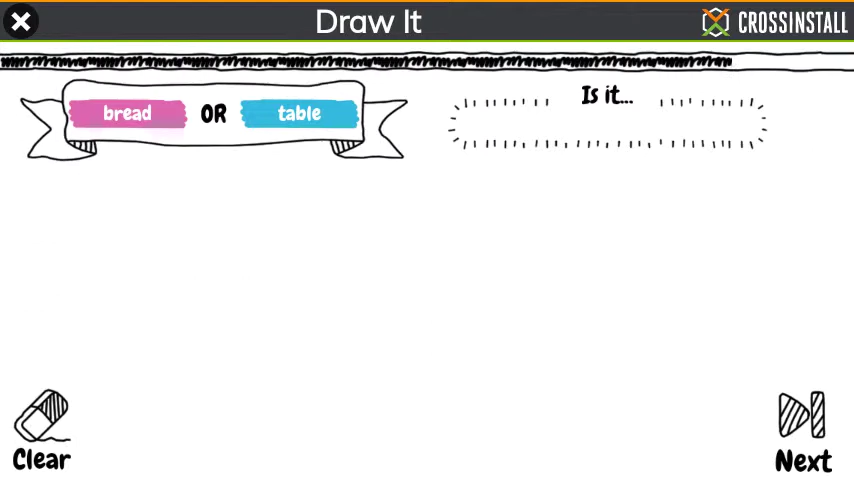 Draw It
CROSSINSTALL
bread OR table
Is it...
Clear
Next